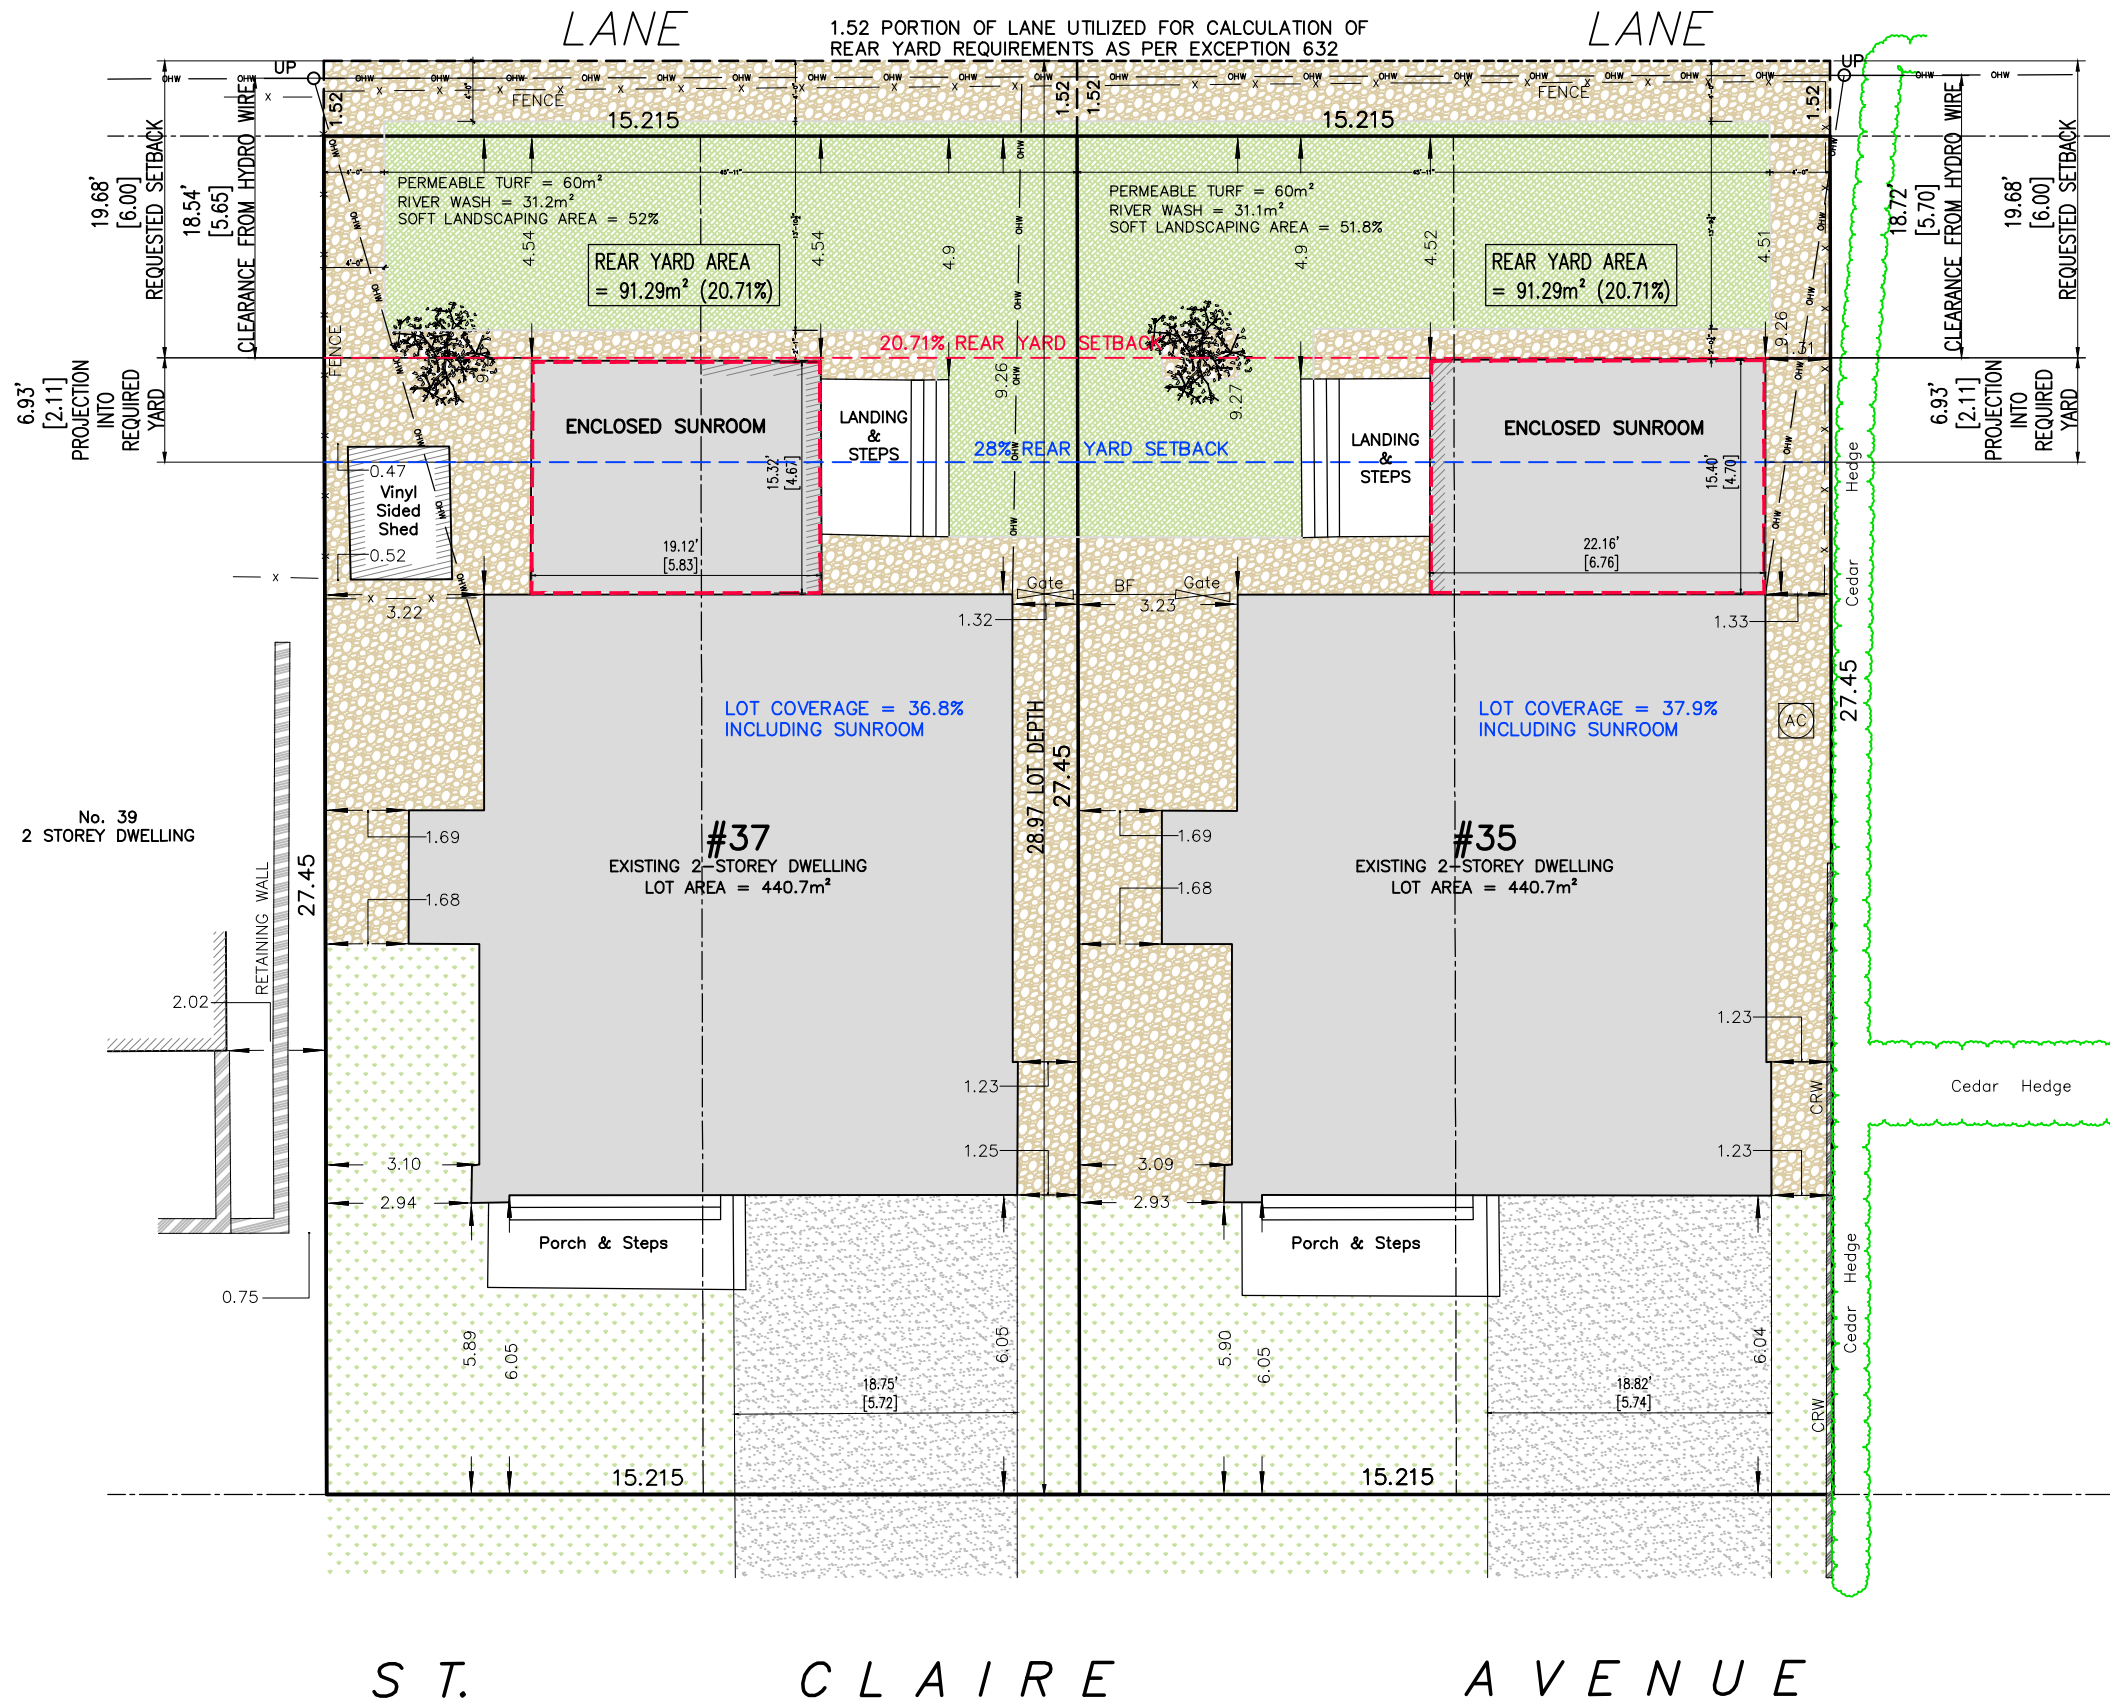 LANE
1.52 PORTION OF LANE UTILIZED FOR CALCULATION OF
REAR YARD REQUIREMENTS AS PER EXCEPTION 632
LANE
UP
UP
OHW
FENCE
FENCE
1.52
1.52
1.52
1.52
15.215
15.215
19.68'
[6.00]
REQUESTED SETBACK
18.54'
[5.65]
CLEARANCE FROM HYDRO WIRE
18.72'
[5.70]
CLEARANCE FROM HYDRO WIRE
19.68'
[6.00]
REQUESTED SETBACK
4'-0"
45'-11"
45'-11"
4'-0"
PERMEABLE TURF = 60m²
RIVER WASH = 31.2m²
SOFT LANDSCAPING AREA = 52%
PERMEABLE TURF = 60m²
RIVER WASH = 31.1m²
SOFT LANDSCAPING AREA = 51.8%
4.54
4.54
4.9
4.9
4.52
4.51
REAR YARD AREA
= 91.29m² (20.71%)
REAR YARD AREA
= 91.29m² (20.71%)
FENCE
20.71% REAR YARD SETBACK
9.26
9.27
9.26
1.31
6.93'
[2.11]
PROJECTION
INTO
REQUIRED
YARD
6.93'
[2.11]
PROJECTION
INTO
REQUIRED
YARD
ENCLOSED SUNROOM
LANDING
&
STEPS
28% REAR YARD SETBACK
LANDING
&
STEPS
ENCLOSED SUNROOM
0.47
Vinyl
Sided
Shed
0.52
15.32'
[4.67]
15.40'
[4.70]
19.12'
[5.83]
22.16'
[6.76]
Cedar Hedge
Gate
BF
Gate
3.22
1.32
3.23
1.33
LOT COVERAGE = 36.8%
INCLUDING SUNROOM
LOT COVERAGE = 37.9%
INCLUDING SUNROOM
AC
27.45
28.97 LOT DEPTH
27.45
No. 39
2 STOREY DWELLING
#37
EXISTING 2-STOREY DWELLING
LOT AREA = 440.7m²
#35
EXISTING 2-STOREY DWELLING
LOT AREA = 440.7m²
1.69
1.68
1.69
1.68
27.45
RETAINING WALL
2.02
1.23
1.23
CRW
Cedar Hedge
1.25
1.23
3.10
2.94
3.09
2.93
Porch & Steps
Porch & Steps
0.75
Cedar Hedge
5.89
6.05
6.05
5.90
6.05
6.04
18.75'
[5.72]
18.82'
[5.74]
CRW
15.215
15.215
ST. CLAIRE AVENUE